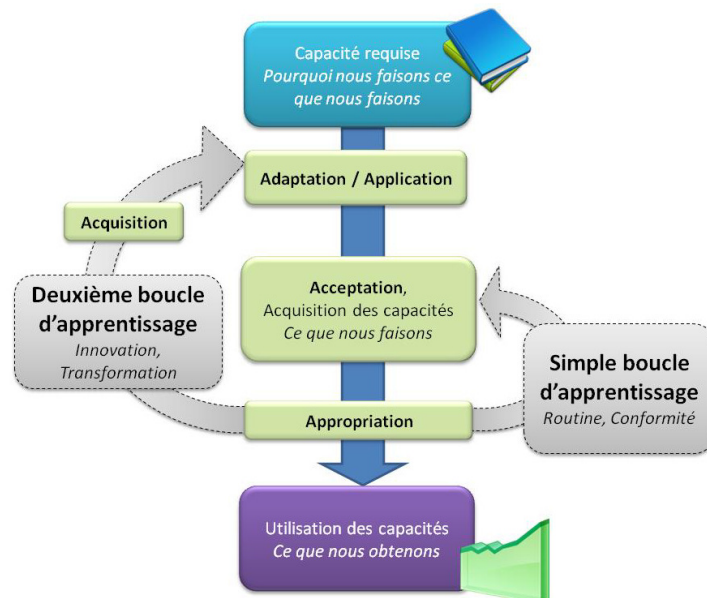 Capacité requise
Pourquoi nous faisons ce
que nous faisons
Adaptation / Application
Acquisition
Deuxième boucle
d'apprentissage
Innovation,
Transformation
Acceptation,
Acquisition des capacités
Ce que nous faisons
Simple boucle
d'apprentissage
Routine, Conformité
Appropriation
Utilisation des capacités
Ce que nous obtenons